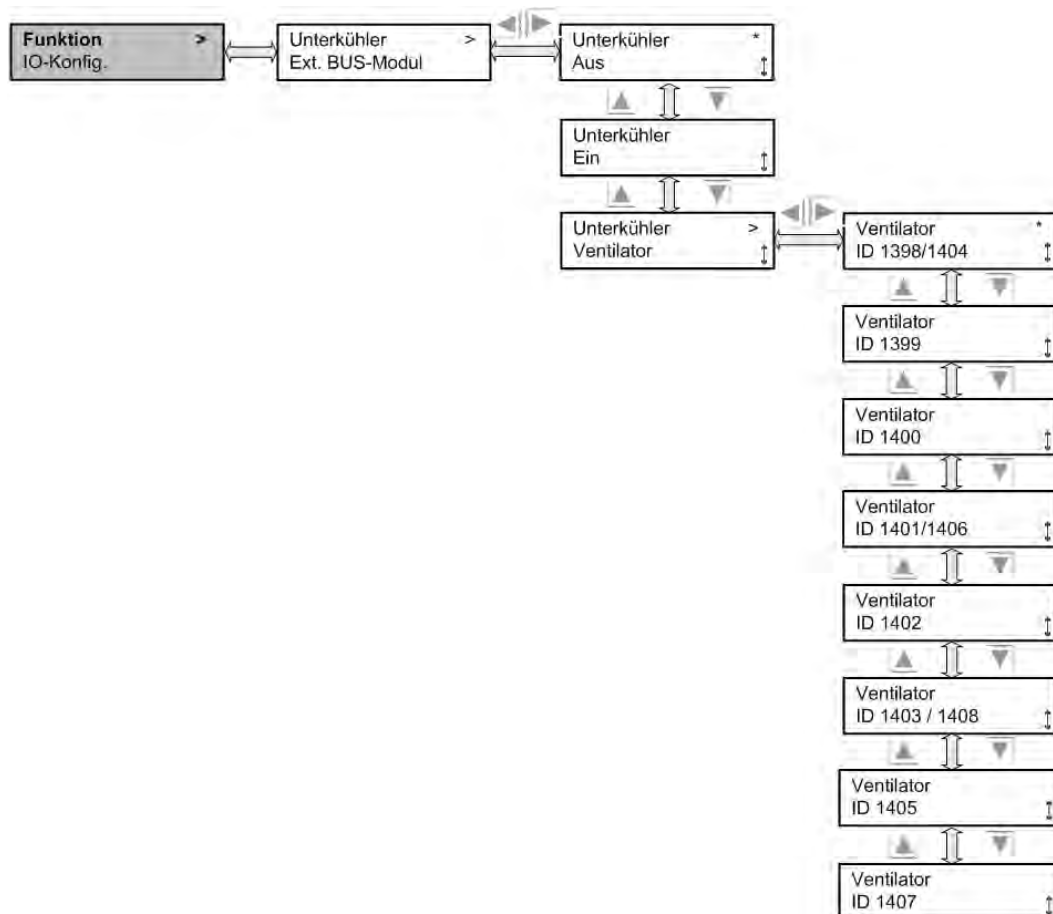 Funktion >
IO-Konfig.
Unterkühler >
Ext. BUS-Modul
Unterkühler *
Aus
Unterkühler
Ein
Unterkühler >
Ventilator
Ventilator *
ID 1398/1404
Ventilator
ID 1399
Ventilator
ID 1400
Ventilator
ID 1401/1406
Ventilator
ID 1402
Ventilator
ID 1403 / 1408
Ventilator
ID 1405
Ventilator
ID 1407